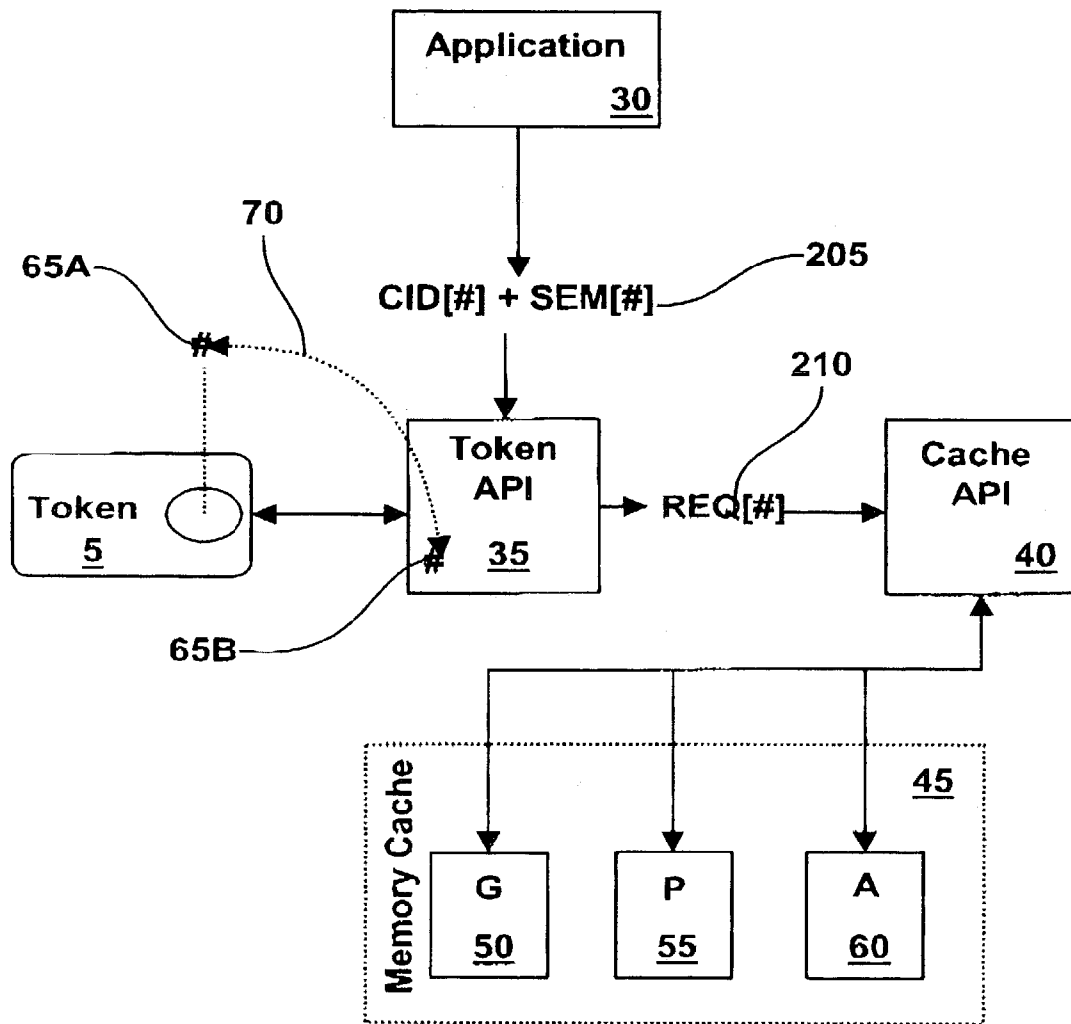 Application
30
70
65A
205
CID[#] + SEM[#]
#
210
Token
5
Token
API
35
#
REQ[#]
Cache
API
40
65B
Memory Cache
45
G
50
P
55
A
60